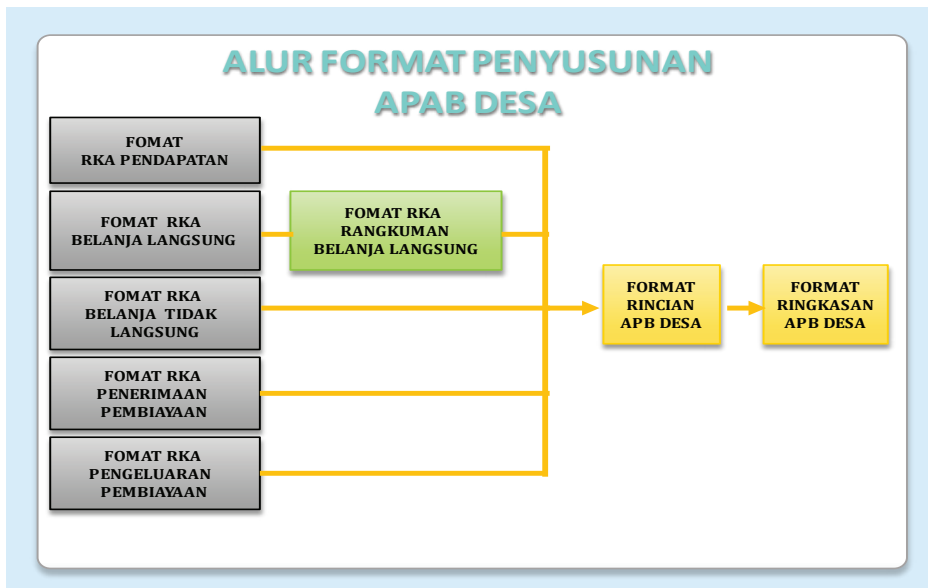 ALUR FORMAT PENYUSUNAN
APAB DESA
FOMAT
RKA PENDAPATAN
FOMAT RKA
BELANJA LANGSUNG
FOMAT RKA
RANGKUMAN
BELANJA LANGSUNG
FOMAT RKA
BELANJA TIDAK
LANGSUNG
FORMAT
RINCIAN
APB DESA
FORMAT
RINGKASAN
APB DESA
FOMAT RKA
PENERIMAAN
PEMBIAYAAN
FOMAT RKA
PENGELUARAN
PEMBIAYAAN